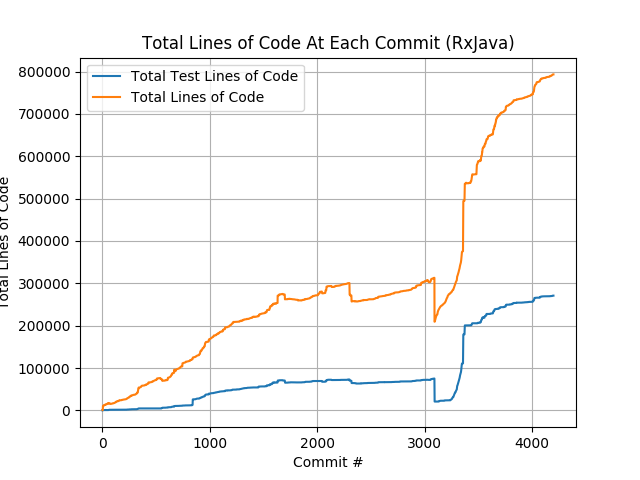 Total Lines of Code At Each Commit (RxJava)
Total Test Lines of Code
Total Lines of Code
800000
700000
600000
500000
400000
300000
200000
100000
0
Total Lines of Code
0 1000 2000 3000 4000
Commit #